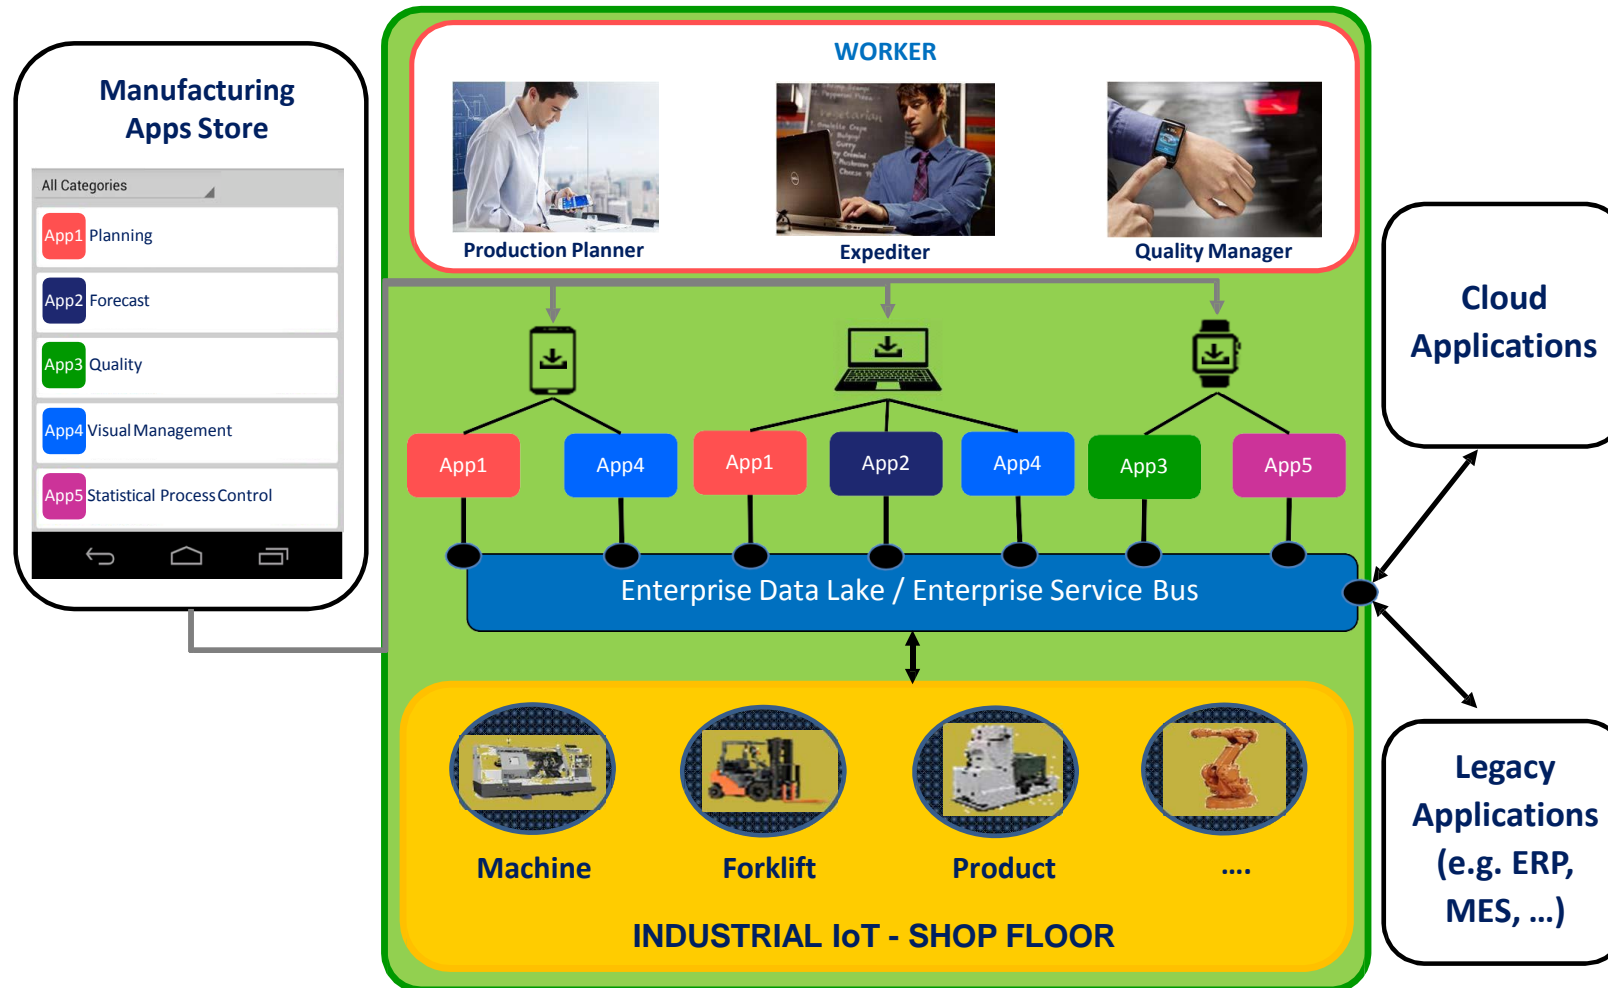 Manufacturing
Apps Store
All Categories
App1 Planning
App2 Forecast
App3 Quality
App4 Visual Management
App5 Statistical Process Control
WORKER
vegetarian
Production Planner
Expediter
Quality Manager
App1
App4
App1
App2
App4
App3
App5
Enterprise Data Lake / Enterprise Service Bus
Machine
Forklift
Product
....
INDUSTRIAL IoT - SHOP FLOOR
Cloud
Applications
Legacy
Applications
(e.g. ERP,
MES, ...)